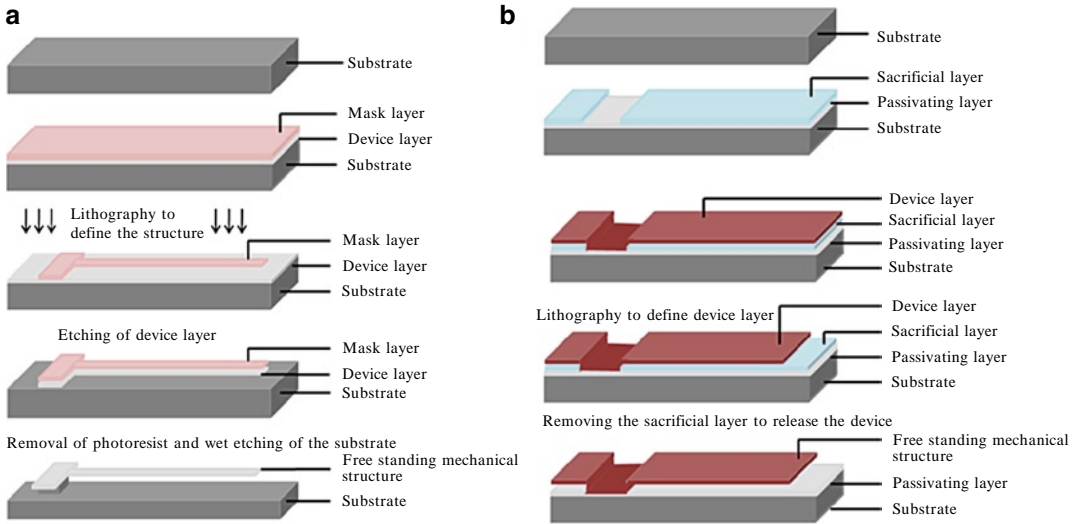 a
Substrate
Mask layer
Device layer
Substrate
Lithography to
define the structure
Mask layer
Device layer
Substrate
Etching of device layer
Mask layer
Device layer
Substrate
Removal of photoresist and wet etching of the substrate
Free standing mechanical
structure
Substrate
b
Substrate
Sacrificial layer
Passivating layer
Substrate
Device layer
Sacrificial layer
Passivating layer
Substrate
Lithography to define device layer
Device layer
Sacrificial layer
Passivating layer
Substrate
Removing the sacrificial layer to release the device
Free standing mechanical
structure
Passivating layer
Substrate